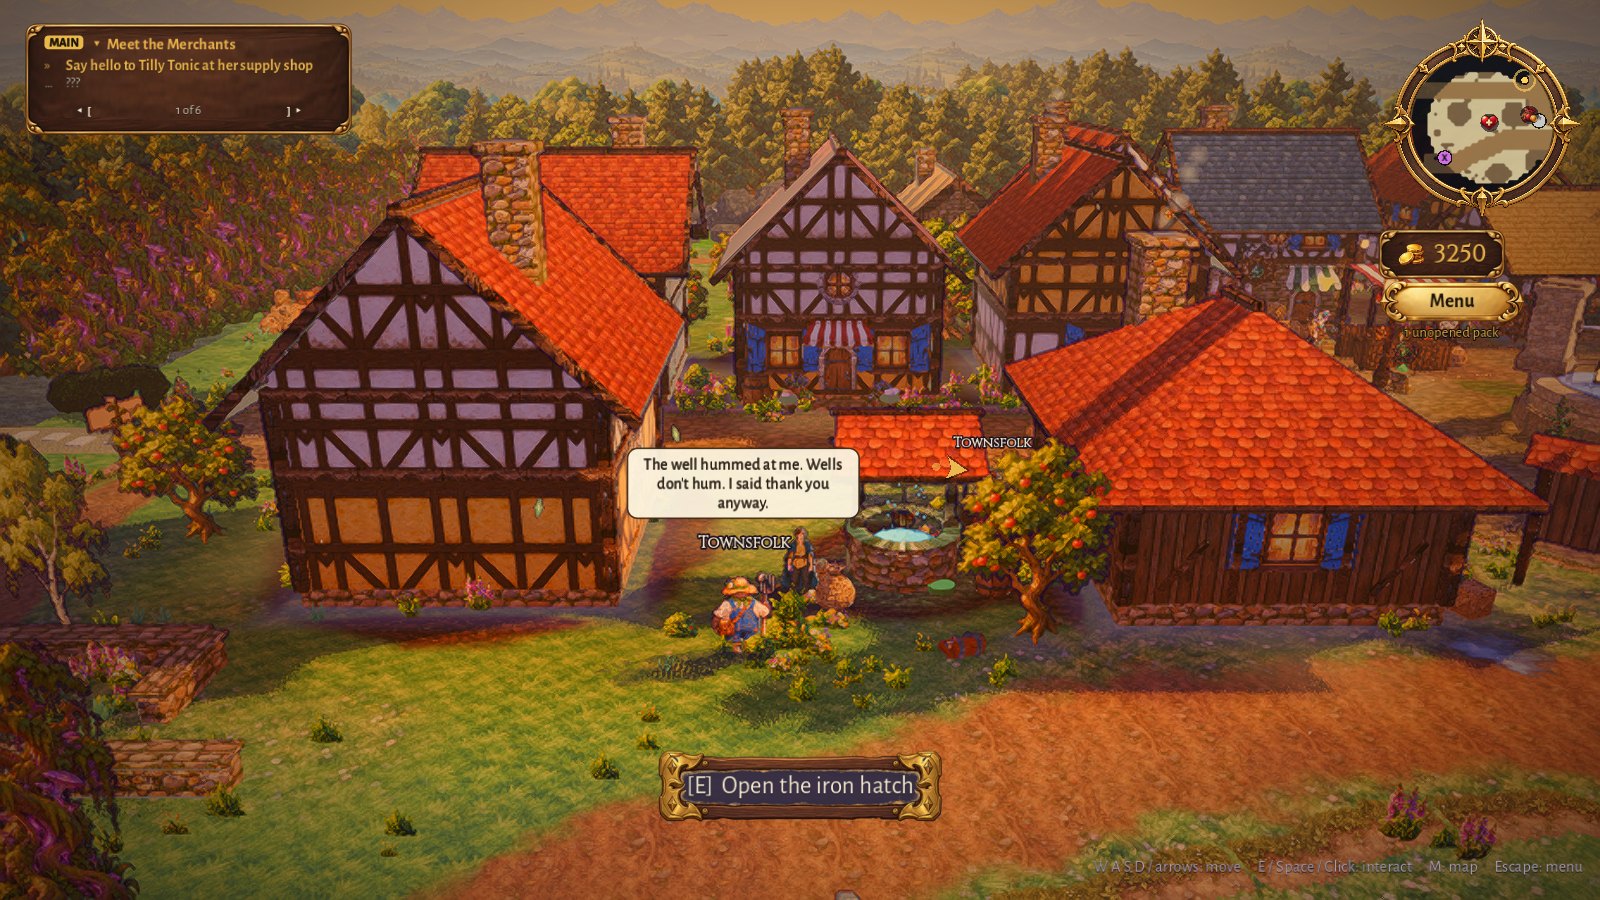 MAIN ▾ Meet the Merchants
» Say hello to Tilly Tonic at her supply shop
... ???
◂ [ 1 of 6 ] ▸
3250
Menu
1 unopened pack
TOWNSFOLK
The well hummed at me. Wells
don't hum. I said thank you
anyway.
TOWNSFOLK
[E] Open the iron hatch
W A S D / arrows: move E / Space / Click: interact M: map Escape: menu